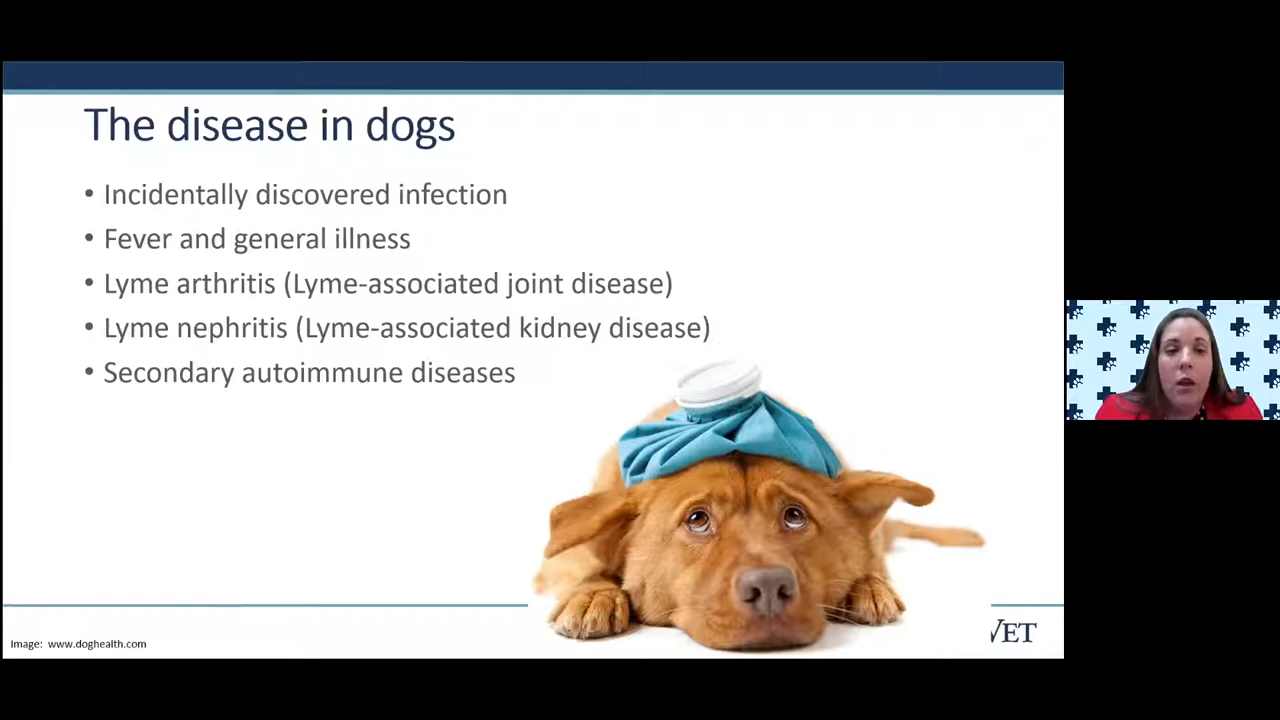 The disease in dogs
• Incidentally discovered infection
• Fever and general illness
• Lyme arthritis (Lyme-associated joint disease)
• Lyme nephritis (Lyme-associated kidney disease)
• Secondary autoimmune diseases
Image: www.doghealth.com
VET